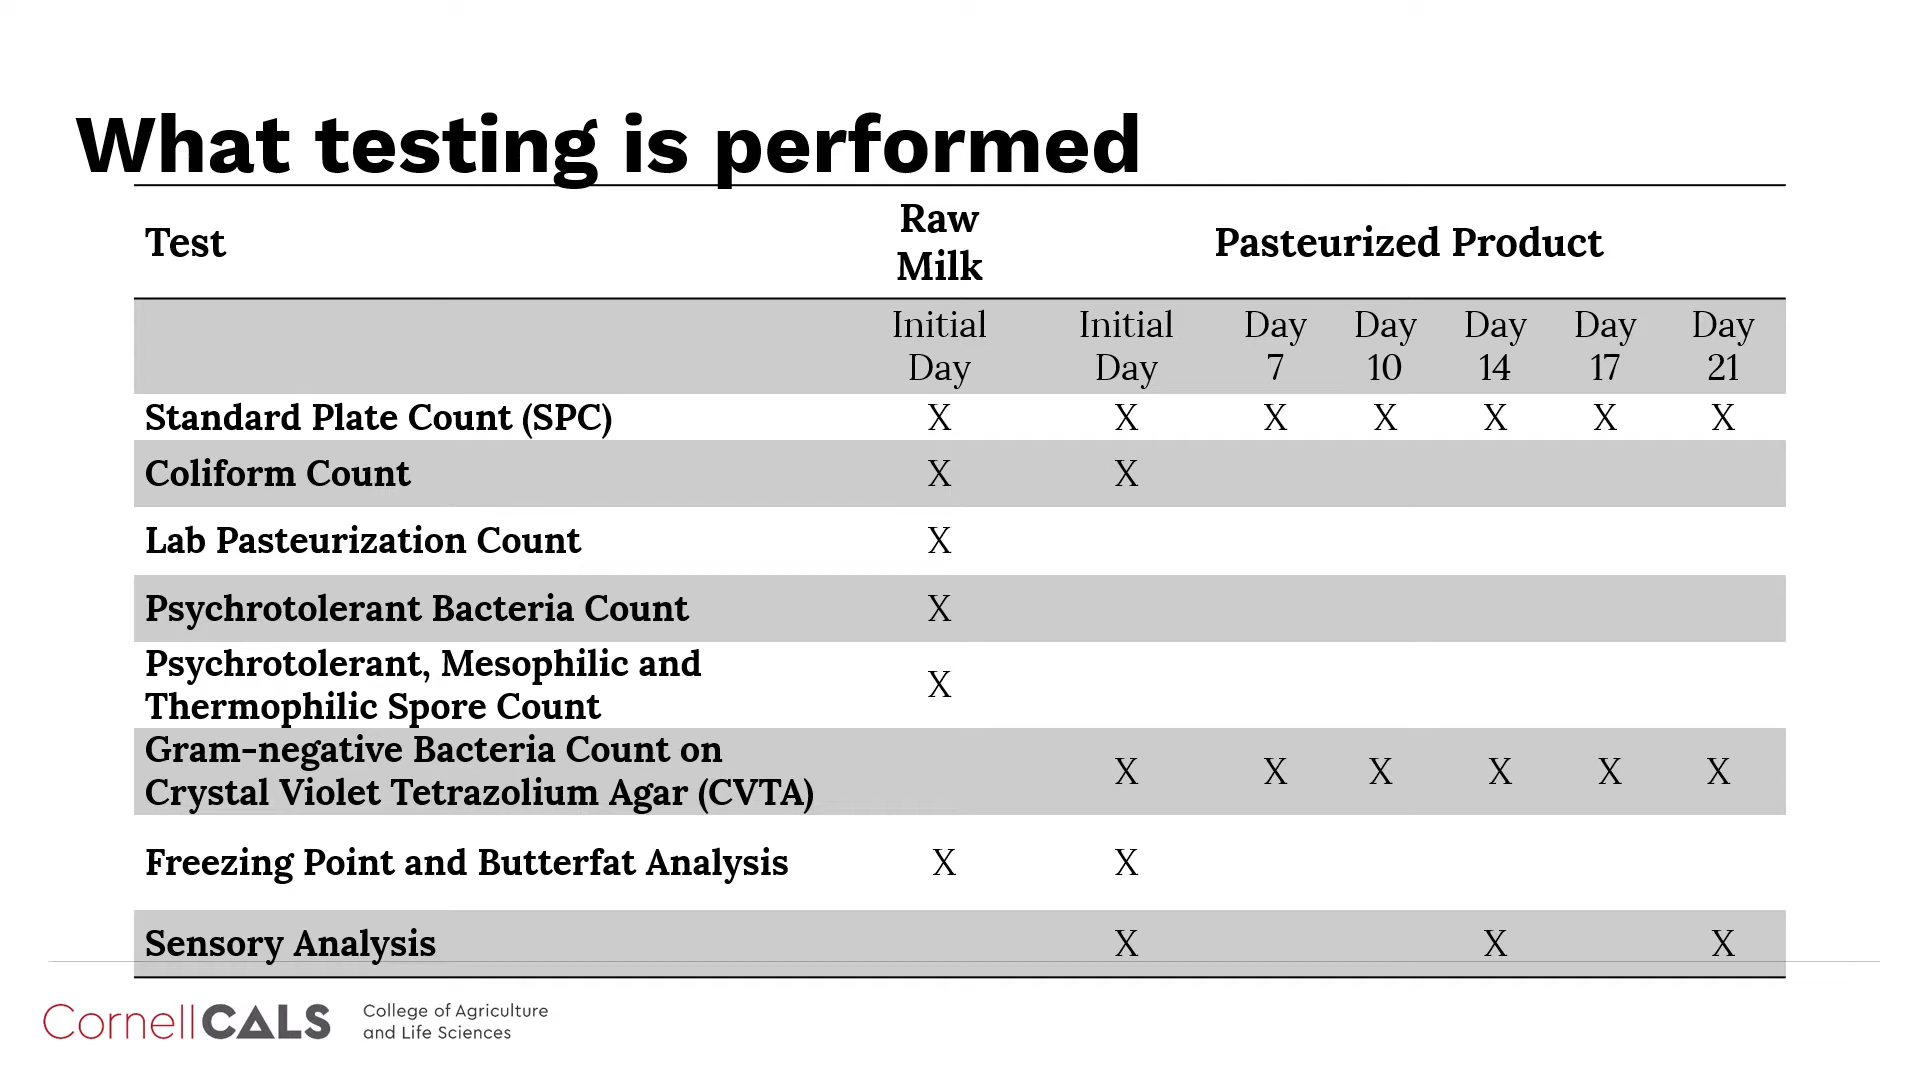 What testing is performed
Test Raw Milk Pasteurized Product
Initial Day Initial Day Day 7 Day 10 Day 14 Day 17 Day 21
Standard Plate Count (SPC) X X X X X X X
Coliform Count X X
Lab Pasteurization Count X
Psychrotolerant Bacteria Count X
Psychrotolerant, Mesophilic and
Thermophilic Spore Count X
Gram-negative Bacteria Count on
Crystal Violet Tetrazolium Agar (CVTA) X X X X X X
Freezing Point and Butterfat Analysis X X
Sensory Analysis X X X
CornellCALS
College of Agriculture
and Life Sciences